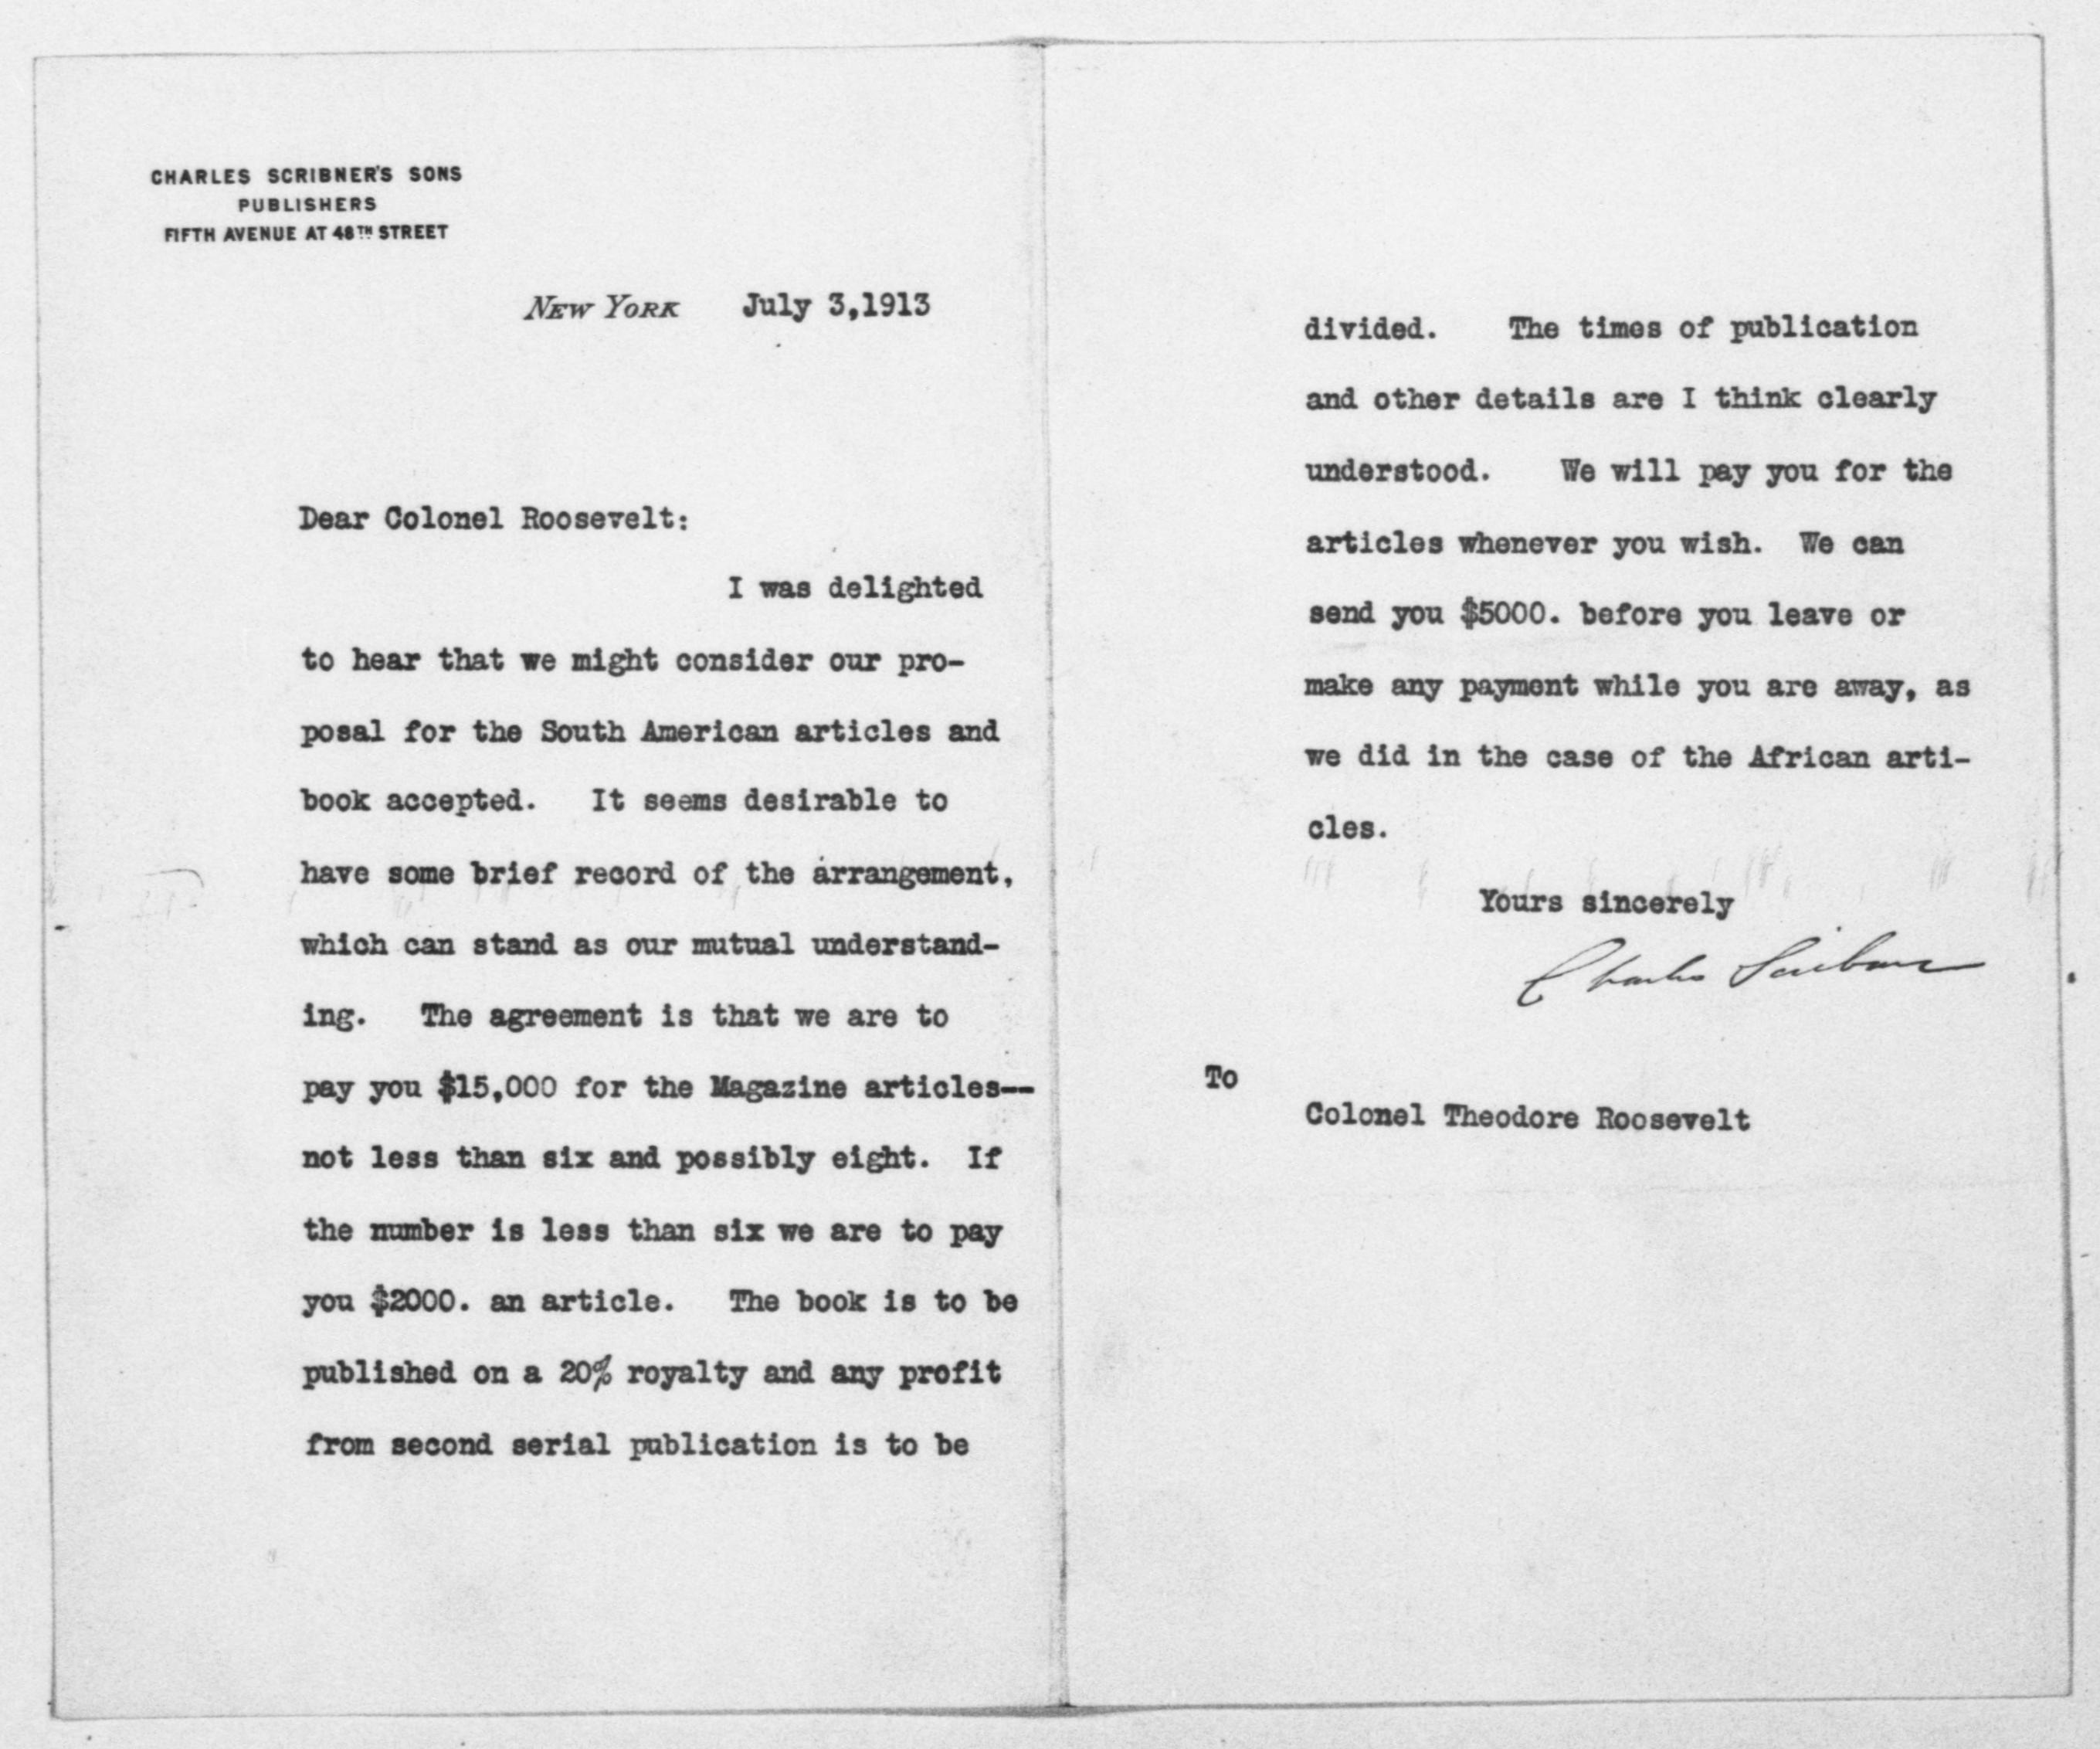 CHARLES SCRIBNER'S SONS
PUBLISHERS
FIFTH AVENUE AT 48TH STREET
NEW YORK July 3,1913
Dear Colonel Roosevelt:
I was delighted
to hear that we might consider our pro-
posal for the South American articles and
book accepted. It seems desirable to
have some brief record of the arrangement,
which can stand as our mutual understand-
ing. The agreement is that we are to
pay you $15,000 for the Magazine articles--
not less than six and possibly eight. If
the number is less than six we are to pay
you $2000. an article. The book is to be
published on a 20% royalty and any profit
from second serial publication is to be
divided. The times of publication
and other details are I think clearly
understood. We will pay you for the
articles whenever you wish. We can
send you $5000. before you leave or
make any payment while you are away, as
we did in the case of the African arti-
cles.
Yours sincerely
Charles Scribner
To
Colonel Theodore Roosevelt